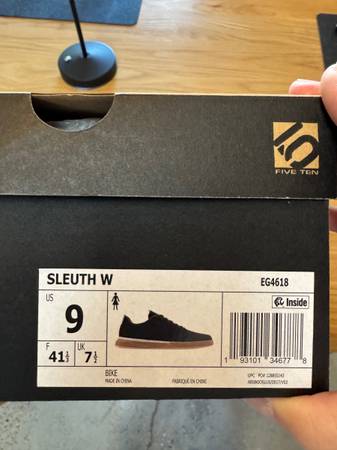 FIVE TEN
SLEUTH W
EG4618
US
9
Inside
F
41⅓
UK
7½
BIKE
MADE IN CHINA
FABRIQUÉ EN CHINE
1 93101 34677 8
UPC